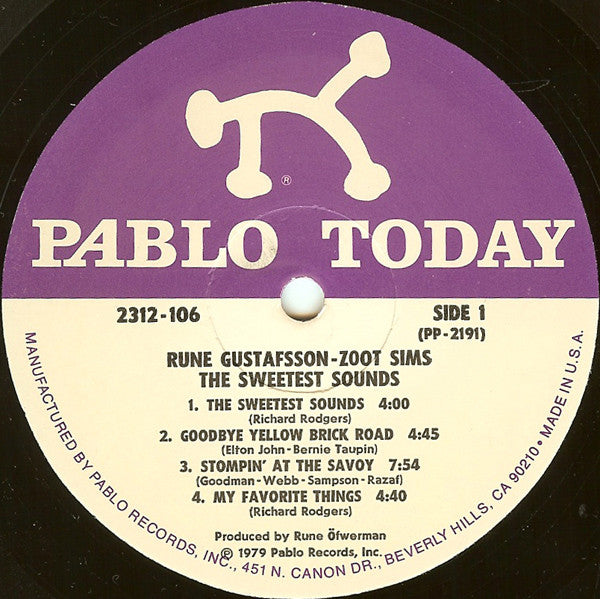 ®
PABLO TODAY
2312-106
SIDE 1
(PP-2191)
RUNE GUSTAFSSON-ZOOT SIMS
THE SWEETEST SOUNDS
1. THE SWEETEST SOUNDS 4:00
(Richard Rodgers)
2. GOODBYE YELLOW BRICK ROAD 4:45
(Elton John-Bernie Taupin)
3. STOMPIN' AT THE SAVOY 7:54
(Goodman-Webb-Sampson-Razaf)
4. MY FAVORITE THINGS 4:40
(Richard Rodgers)
Produced by Rune Öfwerman
© 1979 Pablo Records, Inc.
MANUFACTURED BY PABLO RECORDS, INC., 451 N. CANON DR., BEVERLY HILLS, CA 90210 • MADE IN U.S.A.